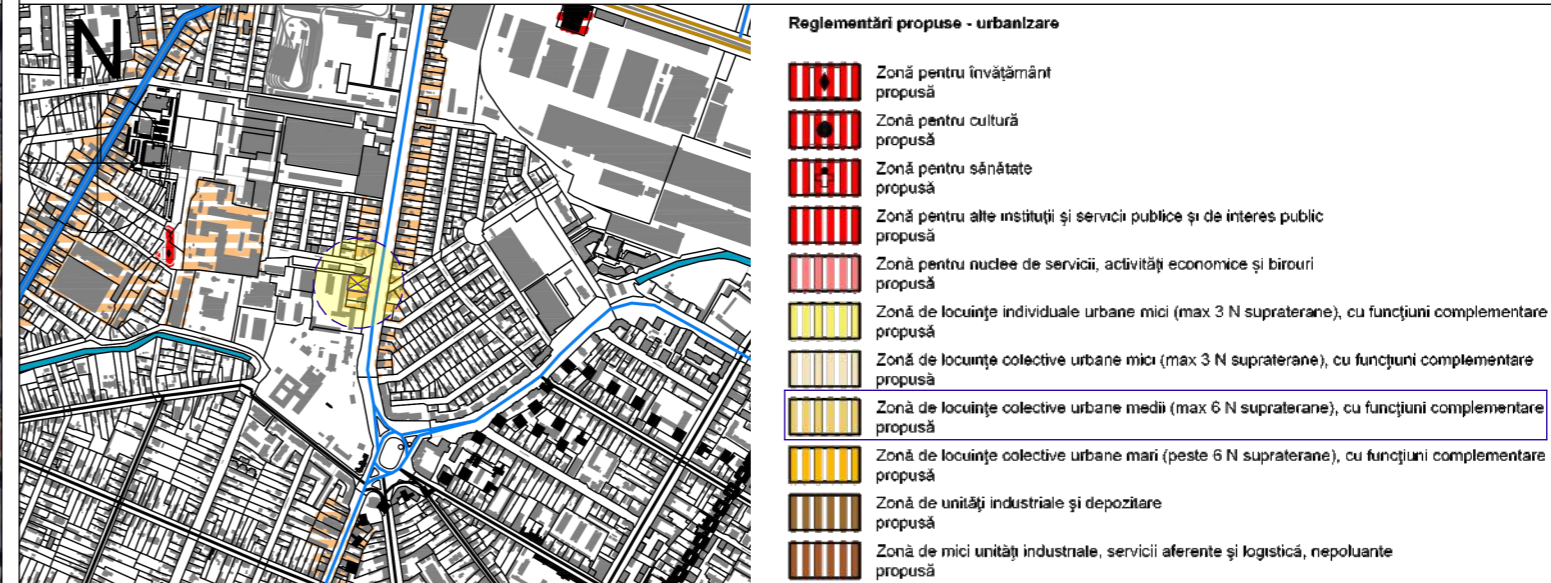 N
Reglementări propuse - urbanizare
Zonă pentru învățământ
propusă
Zonă pentru cultură
propusă
Zonă pentru sănătate
propusă
Zonă pentru alte instituții și servicii publice și de interes public
propusă
Zonă pentru nuclee de servicii, activități economice și birouri
propusă
Zonă de locuințe individuale urbane mici (max 3 N supraterane), cu funcțiuni complementare
propusă
Zonă de locuințe colective urbane mici (max 3 N supraterane), cu funcțiuni complementare
propusă
Zonă de locuințe colective urbane medii (max 6 N supraterane), cu funcțiuni complementare
propusă
Zonă de locuințe colective urbane mari (peste 6 N supraterane), cu funcțiuni complementare
propusă
Zonă de unități industriale și depozitare
propusă
Zonă de mici unități industriale, servicii aferente și logistică, nepoluante
propusă